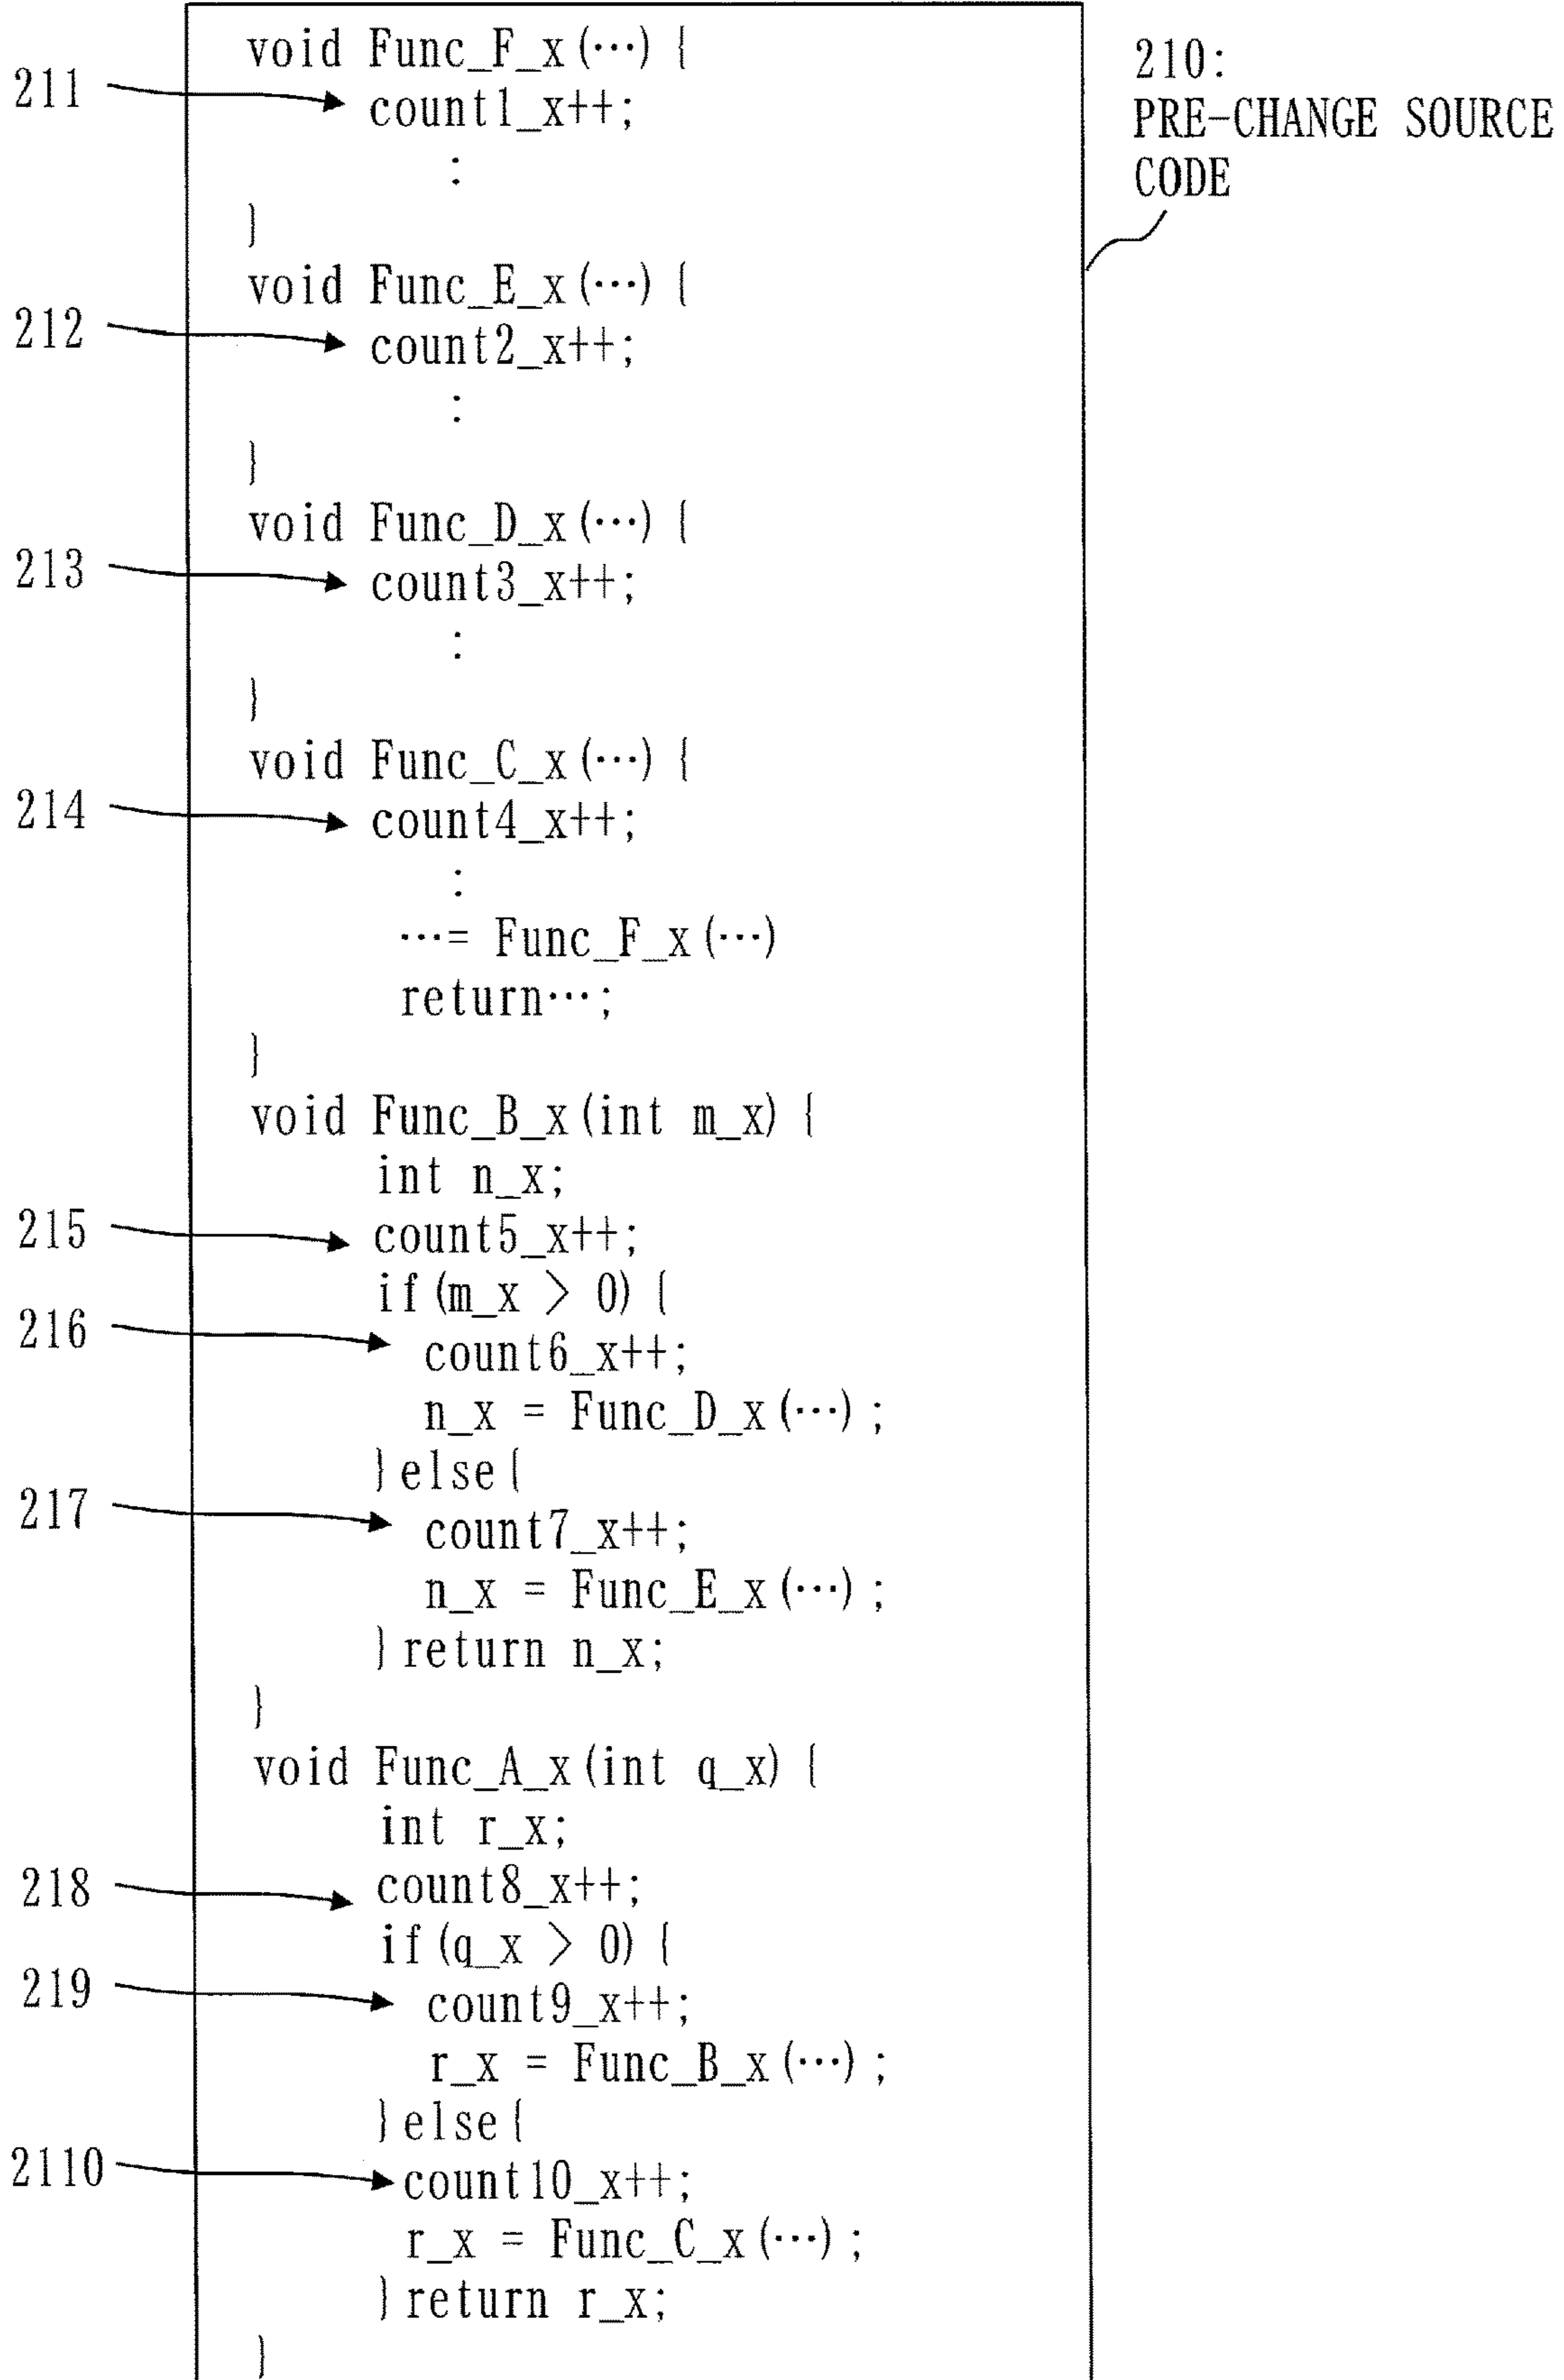 void Func_F_x(…) {
211 count1_x++;
:
}
void Func_E_x(…) {
212 count2_x++;
:
}
void Func_D_x(…) {
213 count3_x++;
:
}
void Func_C_x(…) {
214 count4_x++;
:
…= Func_F_x(…)
return…;
}
void Func_B_x(int m_x) {
int n_x;
215 count5_x++;
if(m_x > 0) {
216 count6_x++;
n_x = Func_D_x(…);
}else{
217 count7_x++;
n_x = Func_E_x(…);
}return n_x;
}
void Func_A_x(int q_x) {
int r_x;
218 count8_x++;
if(q_x > 0) {
219 count9_x++;
r_x = Func_B_x(…);
}else{
2110 count10_x++;
r_x = Func_C_x(…);
}return r_x;
}
210:
PRE-CHANGE SOURCE
CODE